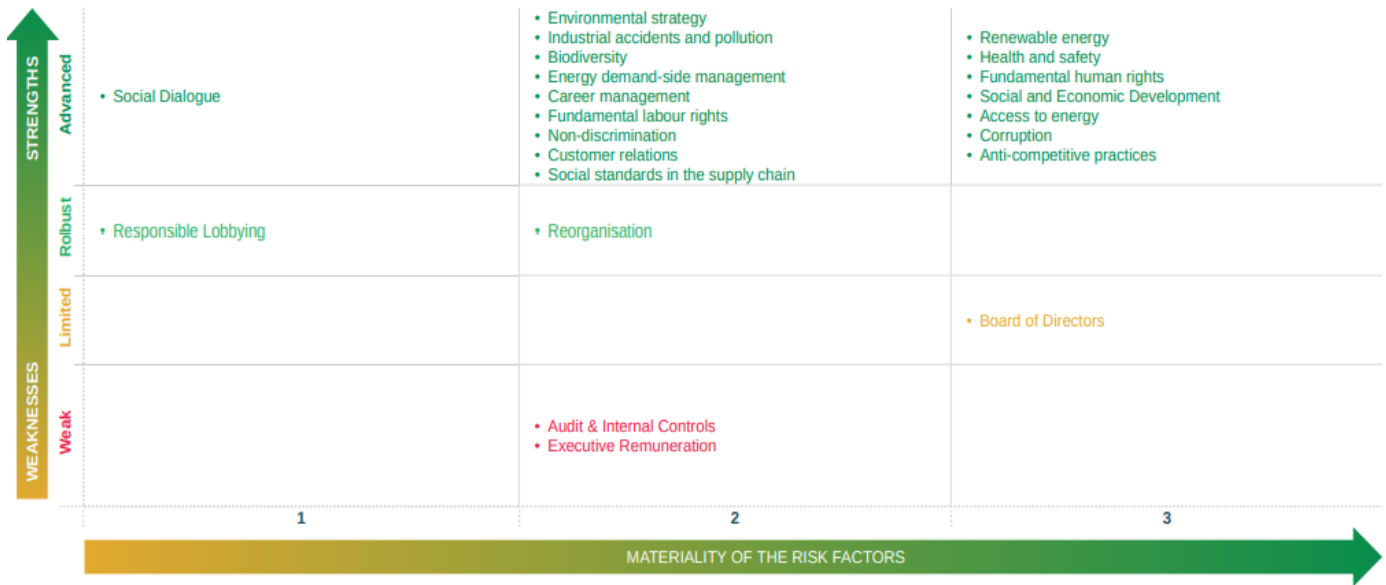 STRENGTHS
WEAKNESSES
Advanced
• Social Dialogue
• Environmental strategy
• Industrial accidents and pollution
• Biodiversity
• Energy demand-side management
• Career management
• Fundamental labour rights
• Non-discrimination
• Customer relations
• Social standards in the supply chain
• Renewable energy
• Health and safety
• Fundamental human rights
• Social and Economic Development
• Access to energy
• Corruption
• Anti-competitive practices
Rolbust
• Responsible Lobbying
• Reorganisation
Limited
• Board of Directors
Weak
• Audit & Internal Controls
• Executive Remuneration
1
2
3
MATERIALITY OF THE RISK FACTORS